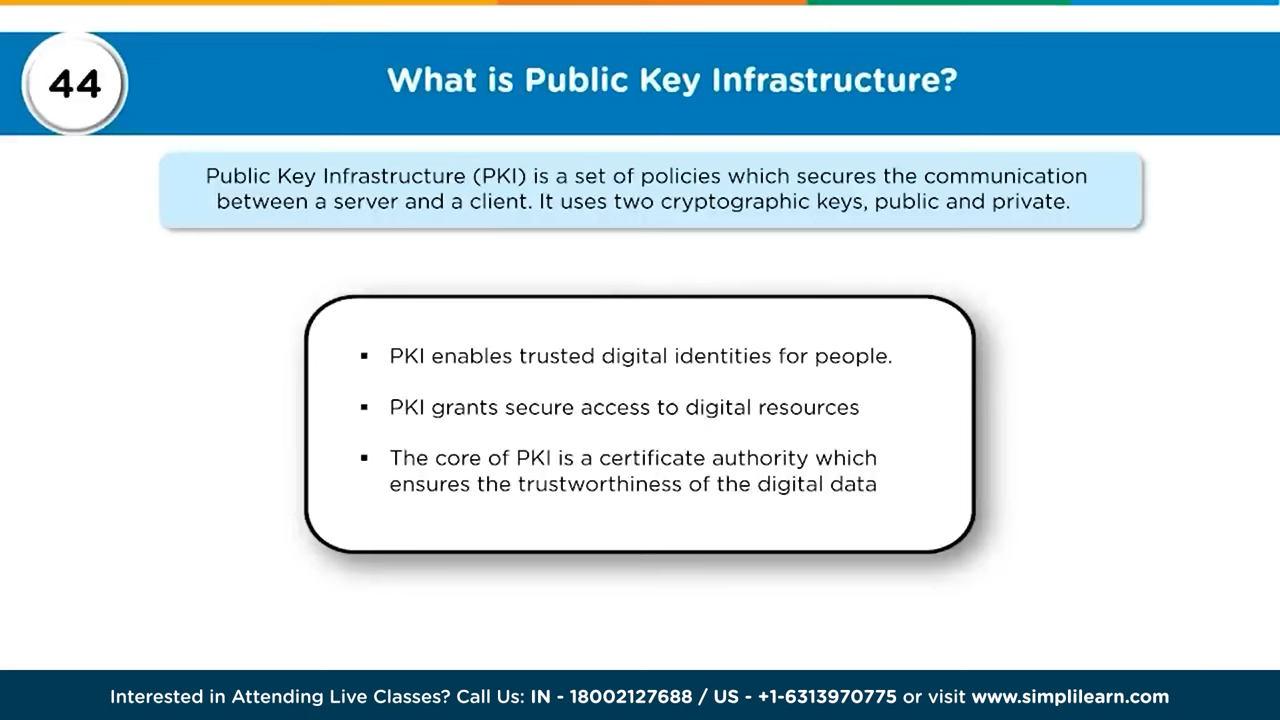 44
What is Public Key Infrastructure?
Public Key Infrastructure (PKI) is a set of policies which secures the communication
between a server and a client. It uses two cryptographic keys, public and private.
▪ PKI enables trusted digital identities for people.
▪ PKI grants secure access to digital resources
▪ The core of PKI is a certificate authority which
ensures the trustworthiness of the digital data
Interested in Attending Live Classes? Call Us: IN - 18002127688 / US - +1-6313970775 or visit www.simplilearn.com